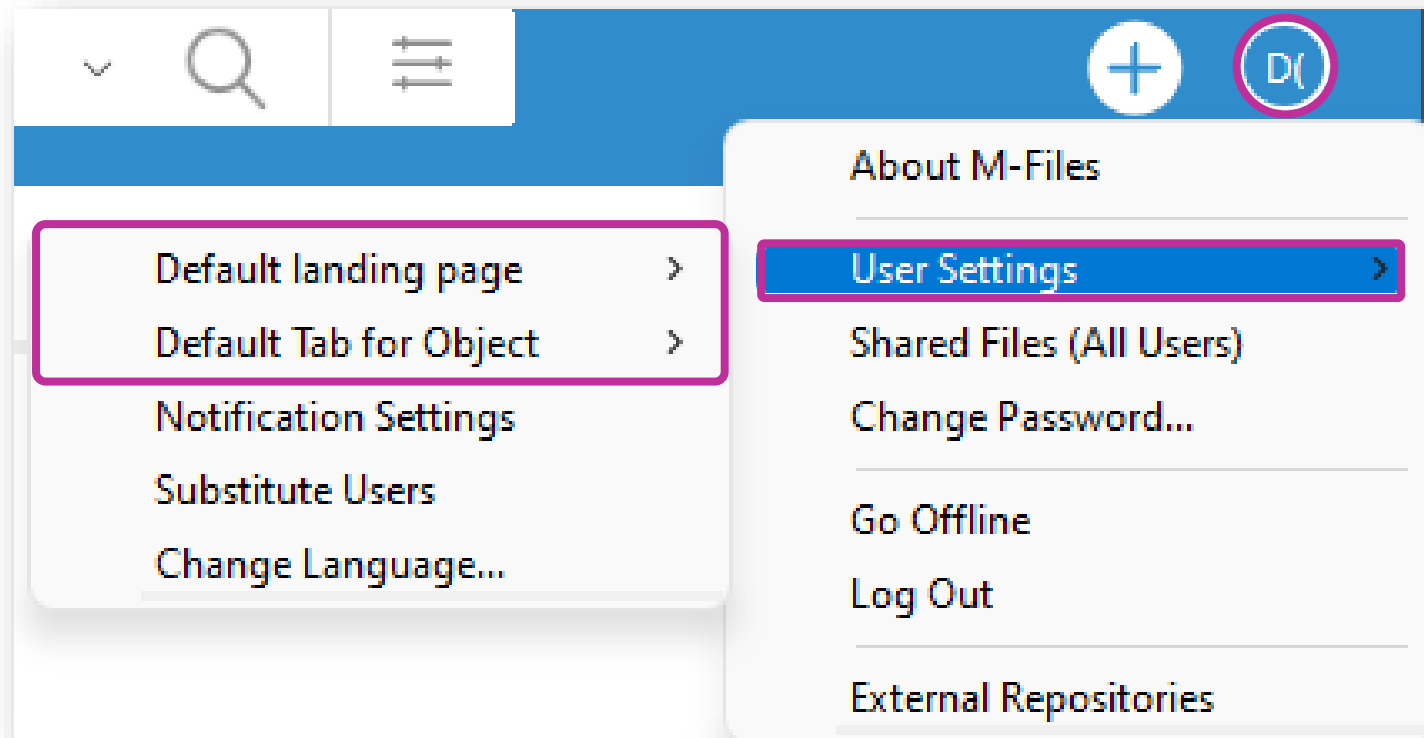 D(
About M-Files
User Settings
Shared Files (All Users)
Change Password...
Go Offline
Log Out
External Repositories
Default landing page
Default Tab for Object
Notification Settings
Substitute Users
Change Language...